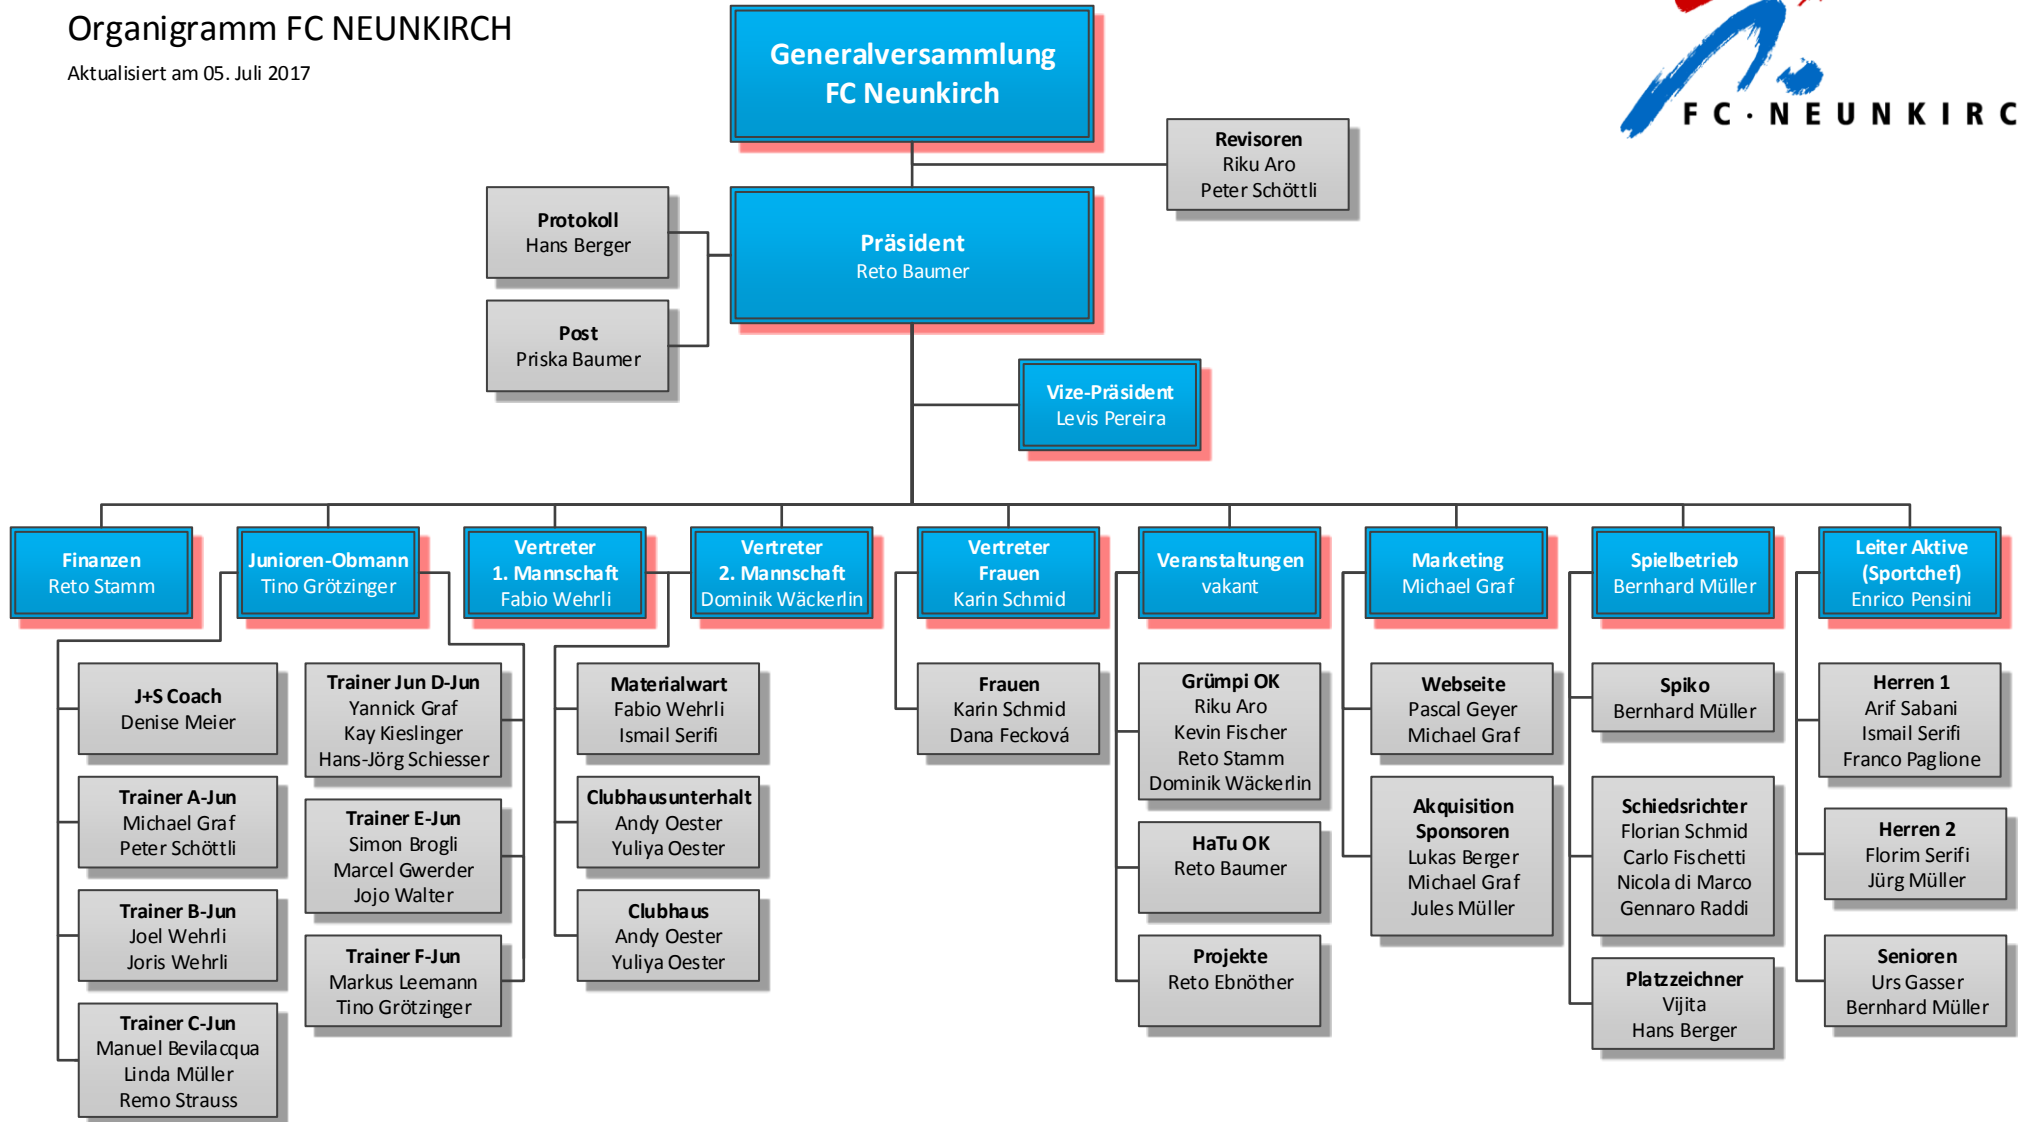 Organigramm FC NEUNKIRCH
Aktualisiert am 05. Juli 2017
FC · NEUNKIRC
Generalversammlung
FC Neunkirch
Revisoren
Riku Aro
Peter Schöttli
Protokoll
Hans Berger
Präsident
Reto Baumer
Post
Priska Baumer
Vize-Präsident
Levis Pereira
Finanzen
Reto Stamm
Junioren-Obmann
Tino Grötzinger
Vertreter
1. Mannschaft
Fabio Wehrli
Vertreter
2. Mannschaft
Dominik Wäckerlin
Vertreter
Frauen
Karin Schmid
Veranstaltungen
vakant
Marketing
Michael Graf
Spielbetrieb
Bernhard Müller
Leiter Aktive
(Sportchef)
Enrico Pensini
J+S Coach
Denise Meier
Trainer A-Jun
Michael Graf
Peter Schöttli
Trainer B-Jun
Joel Wehrli
Joris Wehrli
Trainer C-Jun
Manuel Bevilacqua
Linda Müller
Remo Strauss
Trainer Jun D-Jun
Yannick Graf
Kay Kieslinger
Hans-Jörg Schiesser
Trainer E-Jun
Simon Brogli
Marcel Gwerder
Jojo Walter
Trainer F-Jun
Markus Leemann
Tino Grötzinger
Materialwart
Fabio Wehrli
Ismail Serifi
Clubhausunterhalt
Andy Oester
Yuliya Oester
Clubhaus
Andy Oester
Yuliya Oester
Frauen
Karin Schmid
Dana Fecková
Grümpi OK
Riku Aro
Kevin Fischer
Reto Stamm
Dominik Wäckerlin
HaTu OK
Reto Baumer
Projekte
Reto Ebnöther
Webseite
Pascal Geyer
Michael Graf
Akquisition
Sponsoren
Lukas Berger
Michael Graf
Jules Müller
Spiko
Bernhard Müller
Schiedsrichter
Florian Schmid
Carlo Fischetti
Nicola di Marco
Gennaro Raddi
Platzzeichner
Vijita
Hans Berger
Herren 1
Arif Sabani
Ismail Serifi
Franco Paglione
Herren 2
Florim Serifi
Jürg Müller
Senioren
Urs Gasser
Bernhard Müller